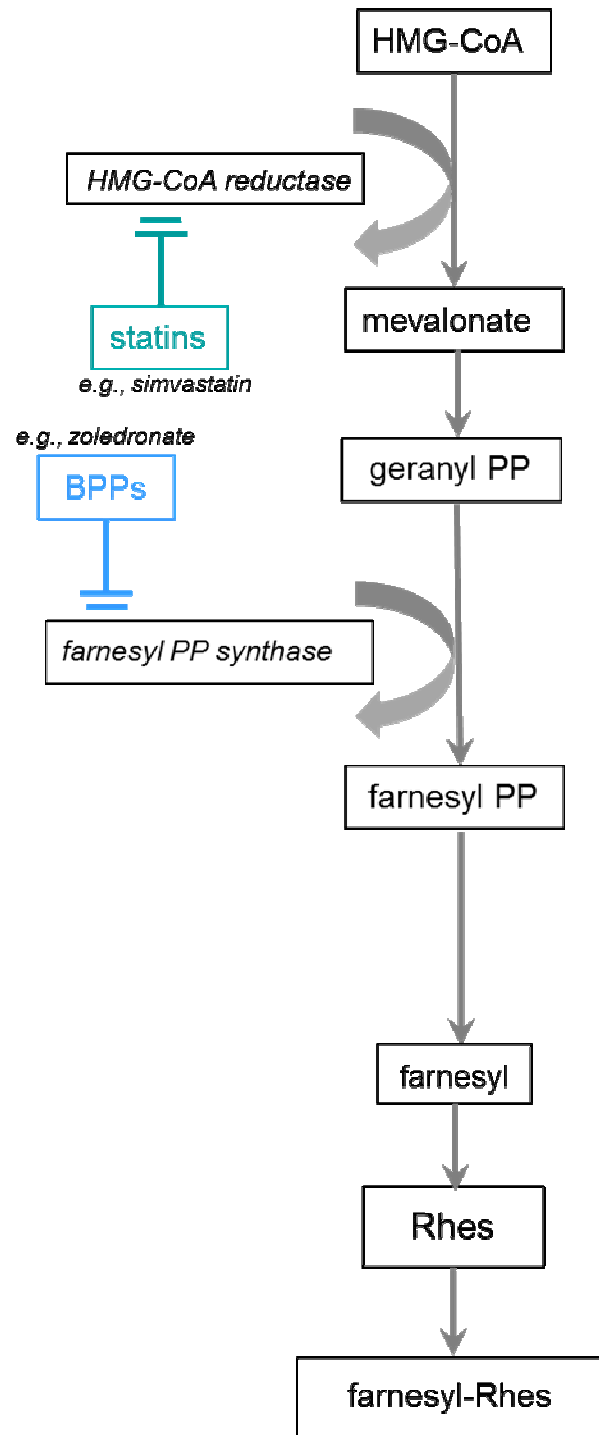 HMG-CoA
HMG-CoA reductase
statins
e.g., simvastatin
mevalonate
e.g., zoledronate
BPPs
geranyl PP
farnesyl PP synthase
farnesyl PP
farnesyl
Rhes
farnesyl-Rhes